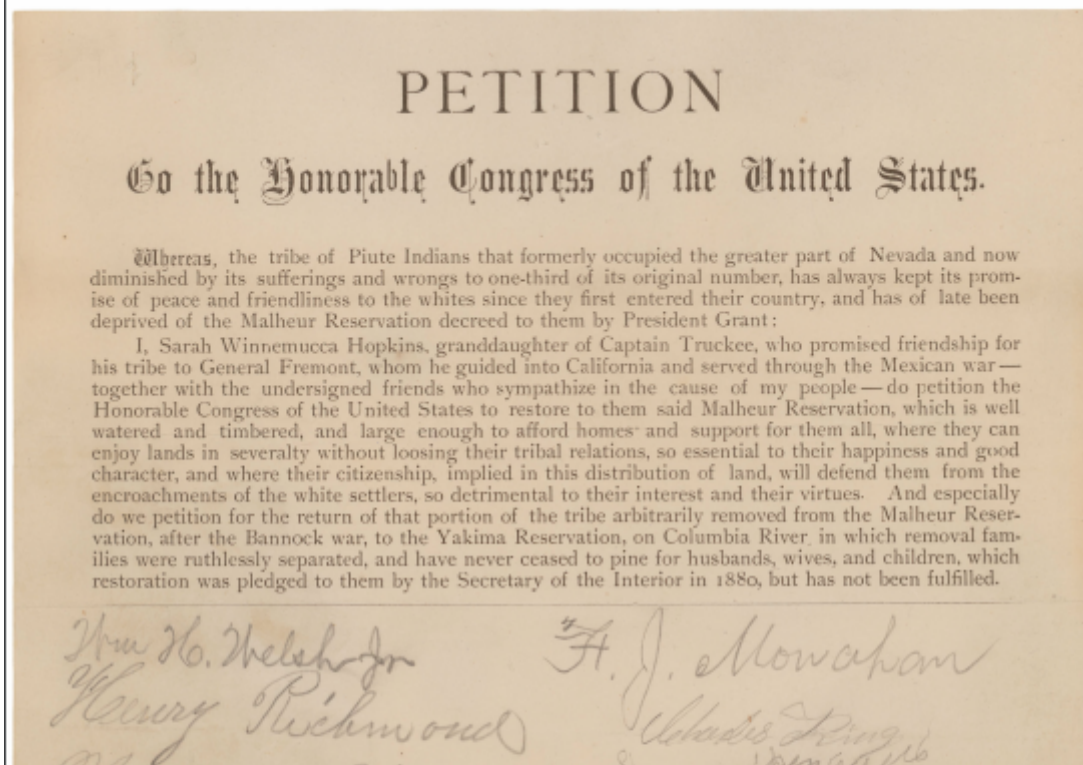 PETITION
To the Honorable Congress of the United States.
Whereas, the tribe of Piute Indians that formerly occupied the greater part of Nevada and now
diminished by its sufferings and wrongs to one-third of its original number, has always kept its prom-
ise of peace and friendliness to the whites since they first entered their country, and has of late been
deprived of the Malheur Reservation decreed to them by President Grant:
I, Sarah Winnemucca Hopkins, granddaughter of Captain Truckee, who promised friendship for
his tribe to General Fremont, whom he guided into California and served through the Mexican war—
together with the undersigned friends who sympathize in the cause of my people—do petition the
Honorable Congress of the United States to restore to them said Malheur Reservation, which is well
watered and timbered, and large enough to afford homes and support for them all, where they can
enjoy lands in severalty without loosing their tribal relations, so essential to their happiness and good
character, and where their citizenship, implied in this distribution of land, will defend them from the
encroachments of the white settlers, so detrimental to their interest and their virtues. And especially
do we petition for the return of that portion of the tribe arbitrarily removed from the Malheur Reser-
vation, after the Bannock war, to the Yakima Reservation, on Columbia River, in which removal fam-
ilies were ruthlessly separated, and have never ceased to pine for husbands, wives, and children, which
restoration was pledged to them by the Secretary of the Interior in 1880, but has not been fulfilled.
Wm H. Welsh Jr
Henry Richmond
H. J. Monahan
Charles King